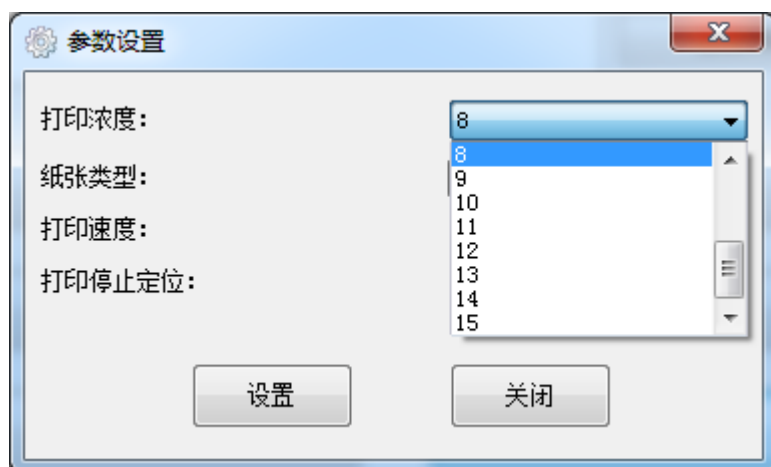 参数设置
打印浓度：
8
8
纸张类型：
9
10
打印速度：
11
12
打印停止定位：
13
14
15
设置
关闭